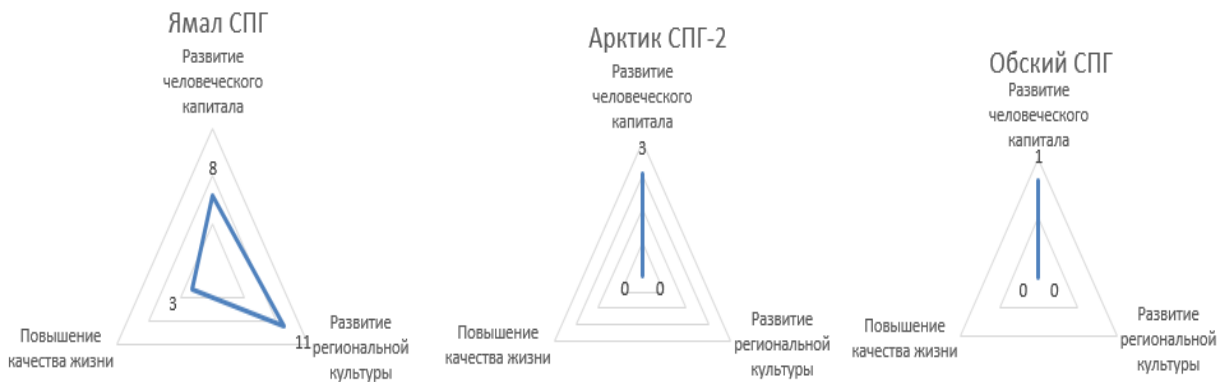 Ямал СПГ
Развитие
человеческого
капитала
8
3
11
Повышение
качества жизни
Развитие
региональной
культуры
Арктик СПГ-2
Развитие
человеческого
капитала
3
0
0
Повышение
качества жизни
Развитие
региональной
культуры
Обский СПГ
Развитие
человеческого
капитала
1
0
0
Повышение
качества жизни
Развитие
региональной
культуры